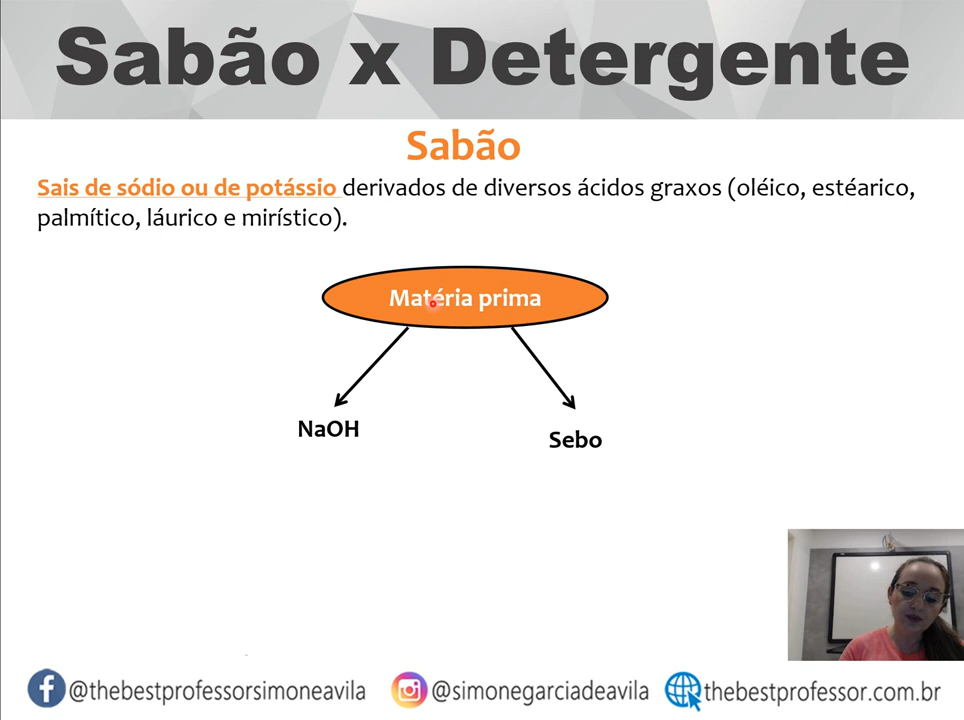 Sabão x Detergente
Sabão
Sais de sódio ou de potássio derivados de diversos ácidos graxos (oléico, estéarico,
palmítico, láurico e mirístico).
Matéria prima
NaOH
Sebo
@thebestprofessorsimoneavila @simonegarciadeavila thebestprofessor.com.br